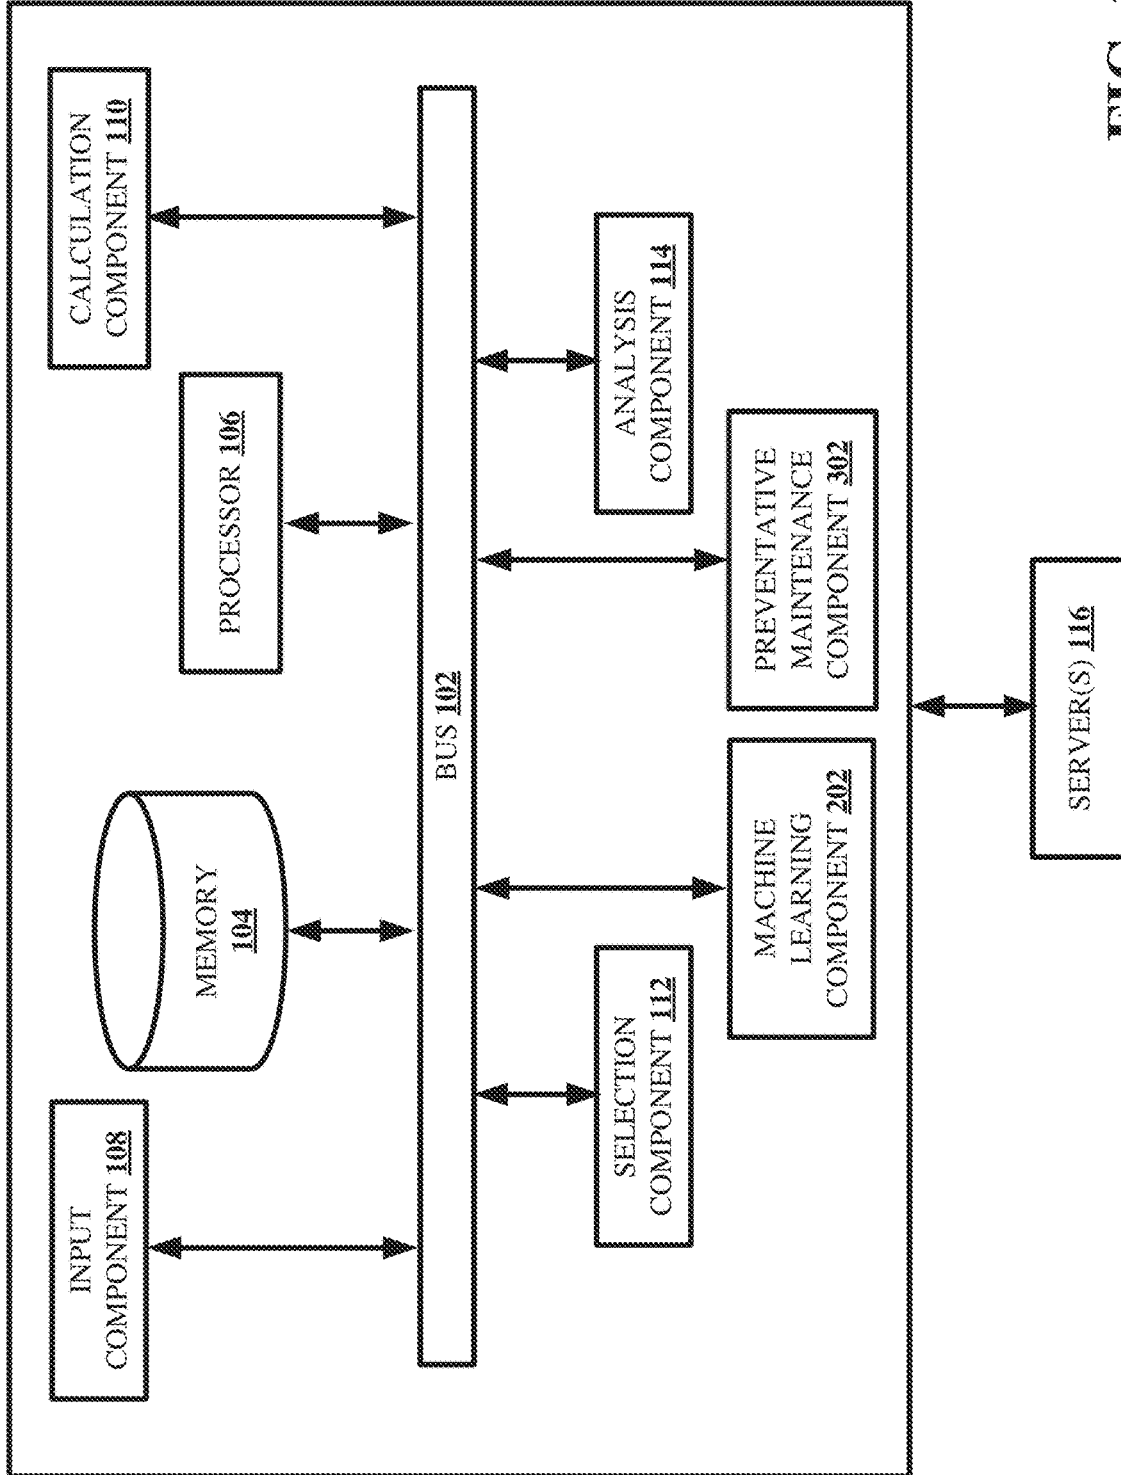 INPUT
COMPONENT 108
MEMORY
104
PROCESSOR 106
CALCULATION
COMPONENT 110
BUS 102
SELECTION
COMPONENT 112
MACHINE
LEARNING
COMPONENT 202
PREVENTATIVE
MAINTENANCE
COMPONENT 302
ANALYSIS
COMPONENT 114
SERVER(S) 116
FIG.